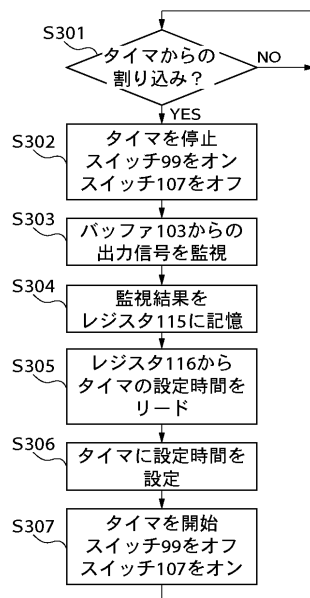 S301
タイマからの
割り込み？
NO
YES
S302
タイマを停止
スイッチ99をオン
スイッチ107をオフ
S303
バッファ103からの
出力信号を監視
S304
監視結果を
レジスタ115に記憶
S305
レジスタ116から
タイマの設定時間を
リード
S306
タイマに設定時間を
設定
S307
タイマを開始
スイッチ99をオフ
スイッチ107をオン